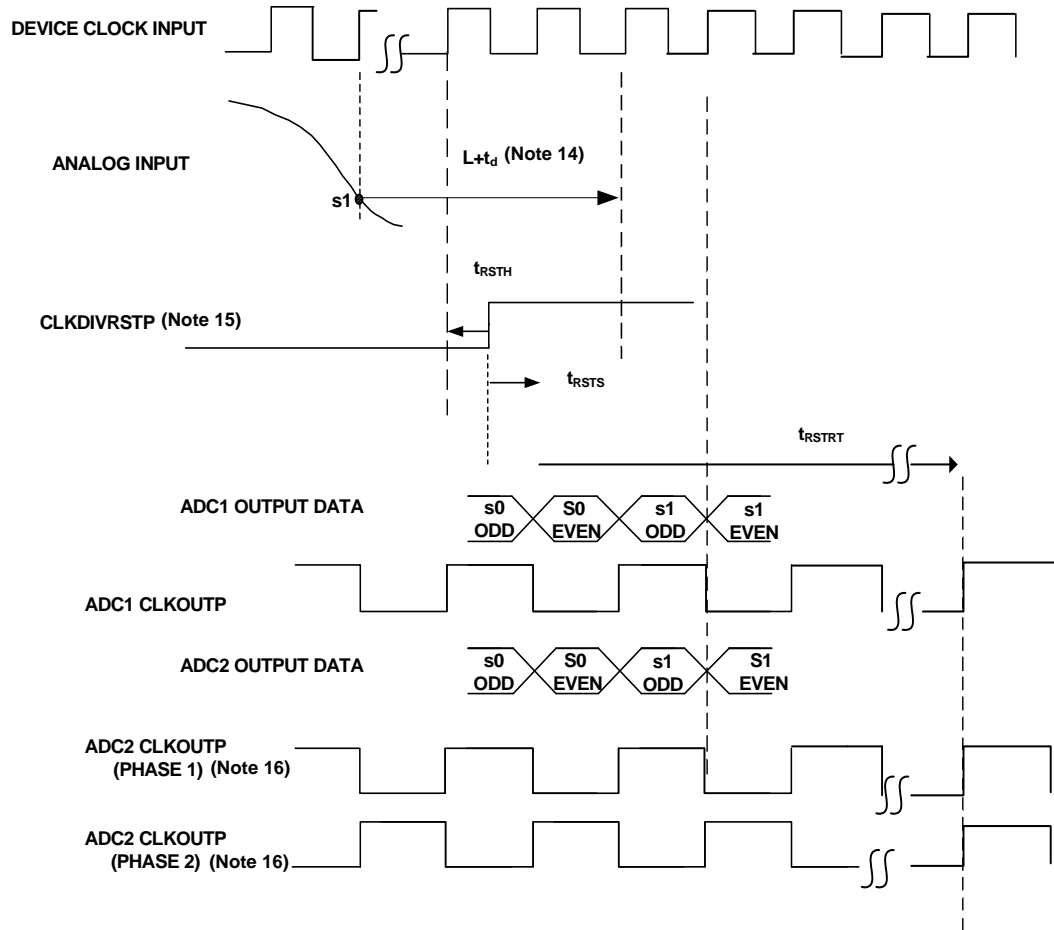 DEVICE CLOCK INPUT
ANALOG INPUT
L+td (Note 14)
s1
tRSTH
CLKDIVRSTP (Note 15)
tRSTS
tRSTRT
ADC1 OUTPUT DATA
s0 S0 s1 s1
ODD EVEN ODD EVEN
ADC1 CLKOUTP
ADC2 OUTPUT DATA
s0 S0 s1 S1
ODD EVEN ODD EVEN
ADC2 CLKOUTP
(PHASE 1) (Note 16)
ADC2 CLKOUTP
(PHASE 2) (Note 16)